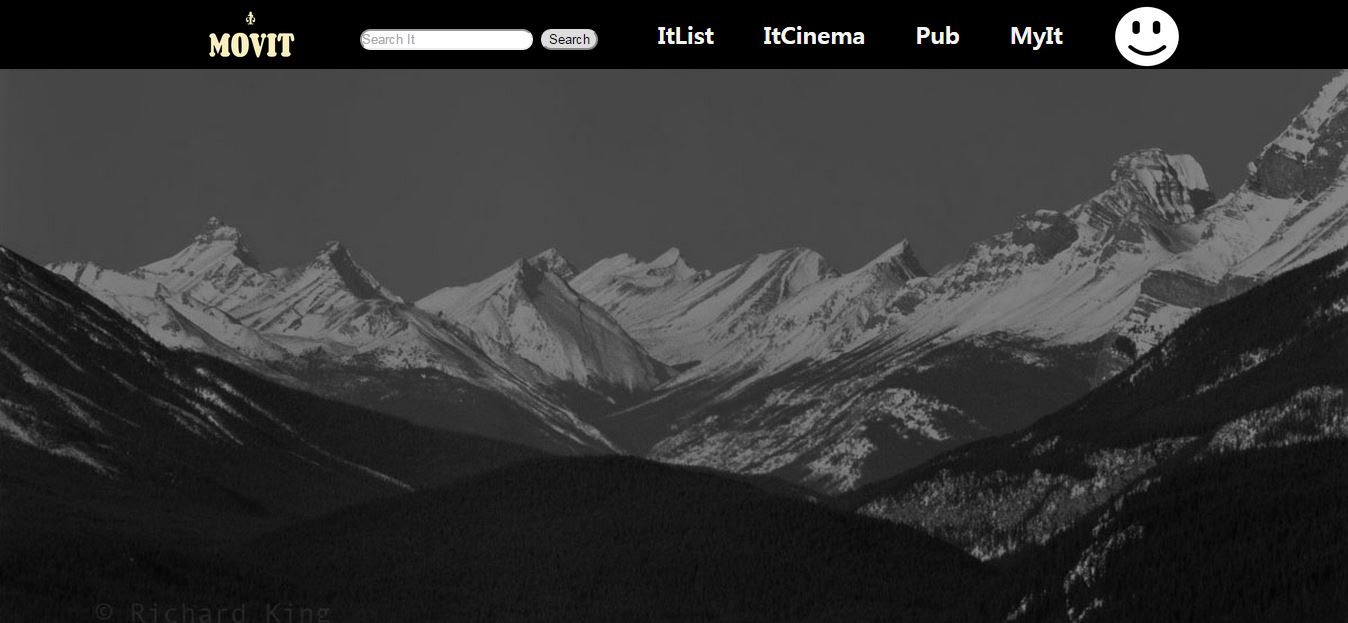 MOVIT
Search It Search ItList ItCinema Pub MyIt
© Richard King